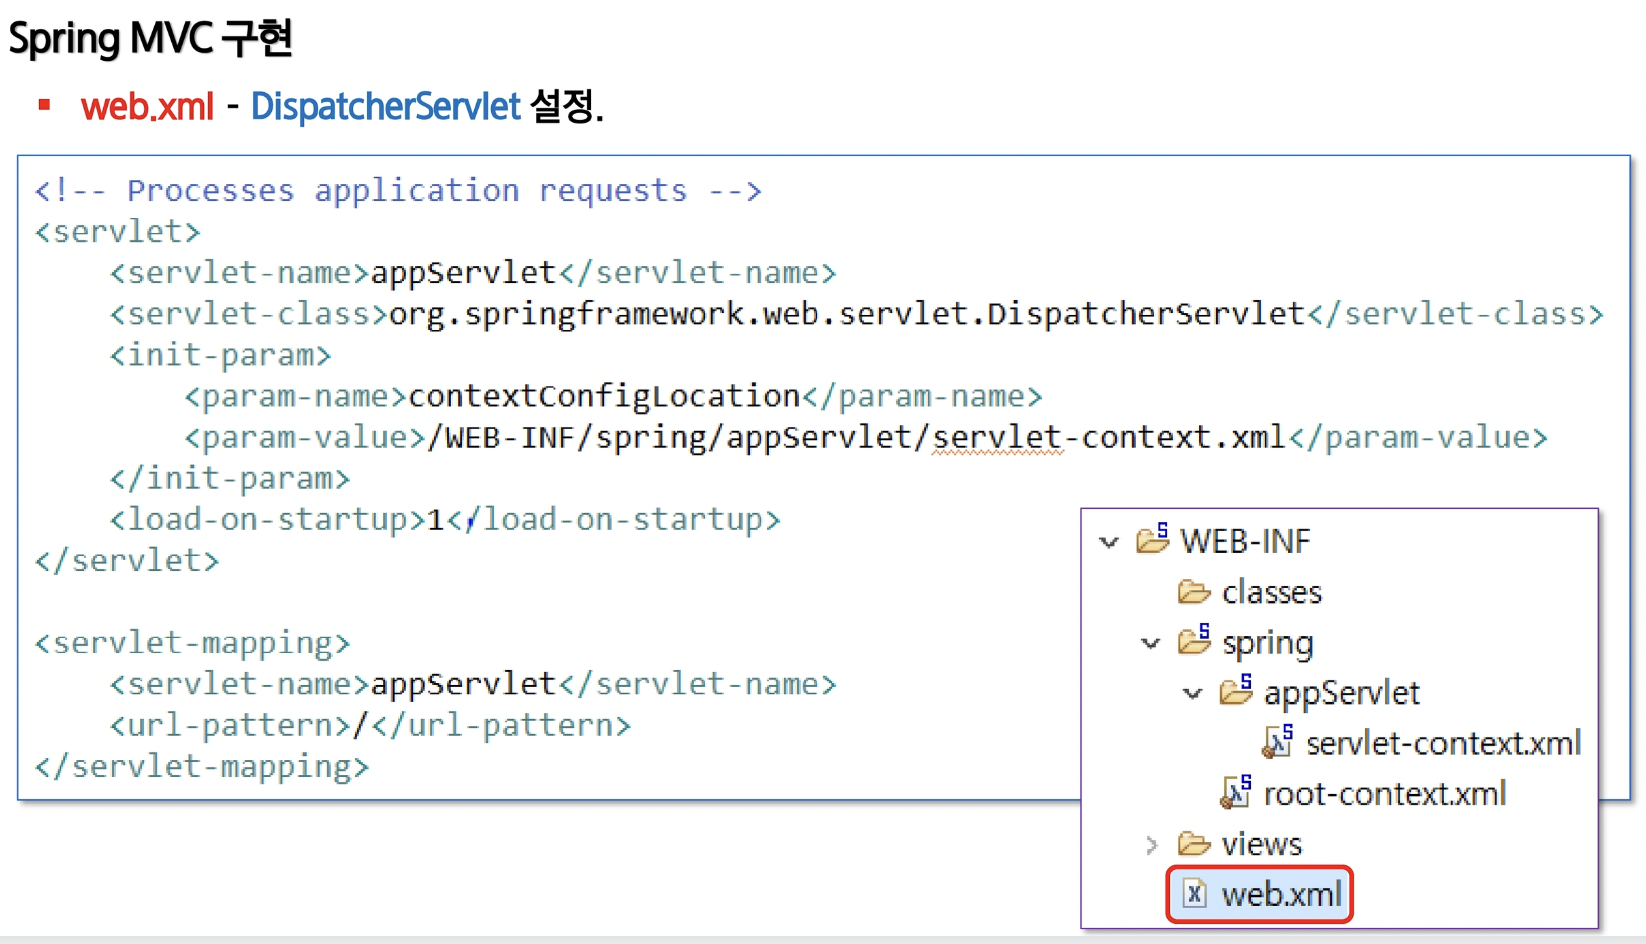 Spring MVC 구현
▪ web.xml - DispatcherServlet 설정.
<!-- Processes application requests -->
<servlet>
    <servlet-name>appServlet</servlet-name>
    <servlet-class>org.springframework.web.servlet.DispatcherServlet</servlet-class>
    <init-param>
        <param-name>contextConfigLocation</param-name>
        <param-value>/WEB-INF/spring/appServlet/servlet-context.xml</param-value>
    </init-param>
    <load-on-startup>1</load-on-startup>
</servlet>

<servlet-mapping>
    <servlet-name>appServlet</servlet-name>
    <url-pattern>/</url-pattern>
</servlet-mapping>
WEB-INF
classes
spring
appServlet
servlet-context.xml
root-context.xml
views
web.xml